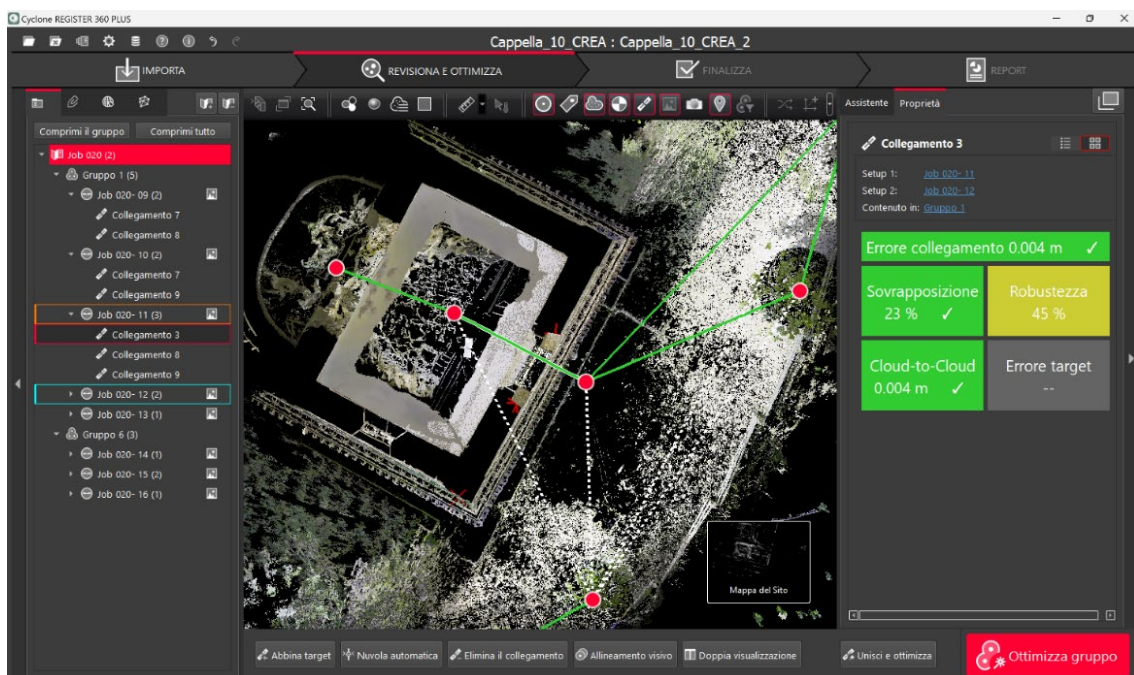 Cyclone REGISTER 360 PLUS
Cappella_10_CREA : Cappella_10_CREA_2
IMPORTA
REVISIONA E OTTIMIZZA
FINALIZZA
REPORT
Comprimi il gruppo
Comprimi tutto
Job 020 (2)
Gruppo 1 (5)
Job 020- 09 (2)
Collegamento 7
Collegamento 8
Job 020- 10 (2)
Collegamento 7
Collegamento 9
Job 020- 11 (3)
Collegamento 3
Collegamento 8
Collegamento 9
Job 020- 12 (2)
Job 020- 13 (1)
Gruppo 6 (3)
Job 020- 14 (1)
Job 020- 15 (2)
Job 020- 16 (1)
Mappa del Sito
Assistente Proprietà
Collegamento 3
Setup 1: Job 020- 11
Setup 2: Job 020- 12
Contenuto in: Gruppo 1
Errore collegamento 0.004 m
Sovrapposizione
23 %
Robustezza
45 %
Cloud-to-Cloud
0.004 m
Errore target
--
Abbina target
Nuvola automatica
Elimina il collegamento
Allineamento visivo
Doppia visualizzazione
Unisci e ottimizza
Ottimizza gruppo